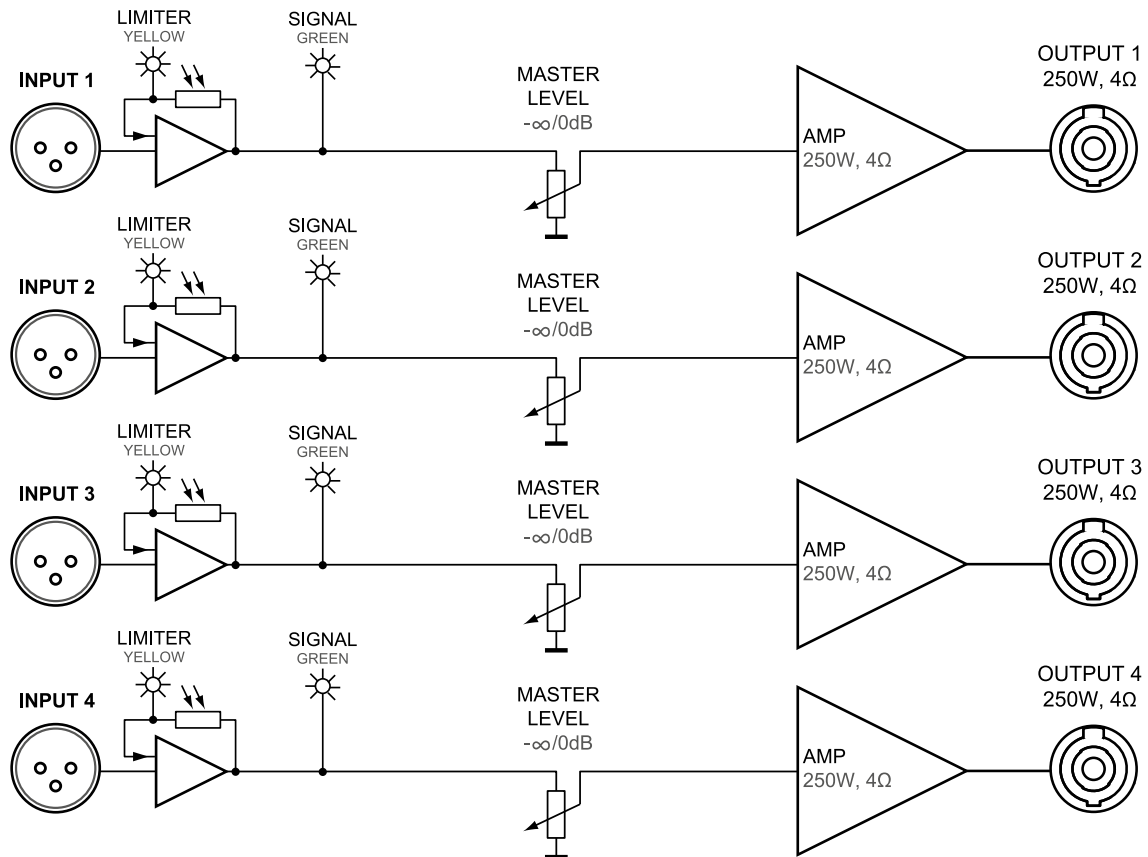 LIMITER
YELLOW
SIGNAL
GREEN
INPUT 1
MASTER
LEVEL
-∞/0dB
AMP
250W, 4Ω
OUTPUT 1
250W, 4Ω
LIMITER
YELLOW
SIGNAL
GREEN
INPUT 2
MASTER
LEVEL
-∞/0dB
AMP
250W, 4Ω
OUTPUT 2
250W, 4Ω
LIMITER
YELLOW
SIGNAL
GREEN
INPUT 3
MASTER
LEVEL
-∞/0dB
AMP
250W, 4Ω
OUTPUT 3
250W, 4Ω
LIMITER
YELLOW
SIGNAL
GREEN
INPUT 4
MASTER
LEVEL
-∞/0dB
AMP
250W, 4Ω
OUTPUT 4
250W, 4Ω